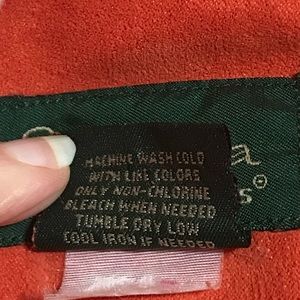 MACHINE WASH COLD
WITH LIKE COLORS
ONLY NON-CHLORINE
BLEACH WHEN NEEDED
TUMBLE DRY LOW
COOL IRON IF NEEDED